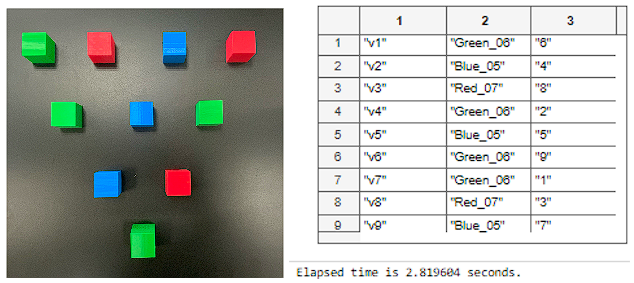 1 2 3
1 "v1" "Green_06" "6"
2 "v2" "Blue_05" "4"
3 "v3" "Red_07" "8"
4 "v4" "Green_06" "2"
5 "v5" "Blue_05" "5"
6 "v6" "Green_06" "9"
7 "v7" "Green_06" "1"
8 "v8" "Red_07" "3"
9 "v9" "Blue_05" "7"
Elapsed time is 2.819604 seconds.